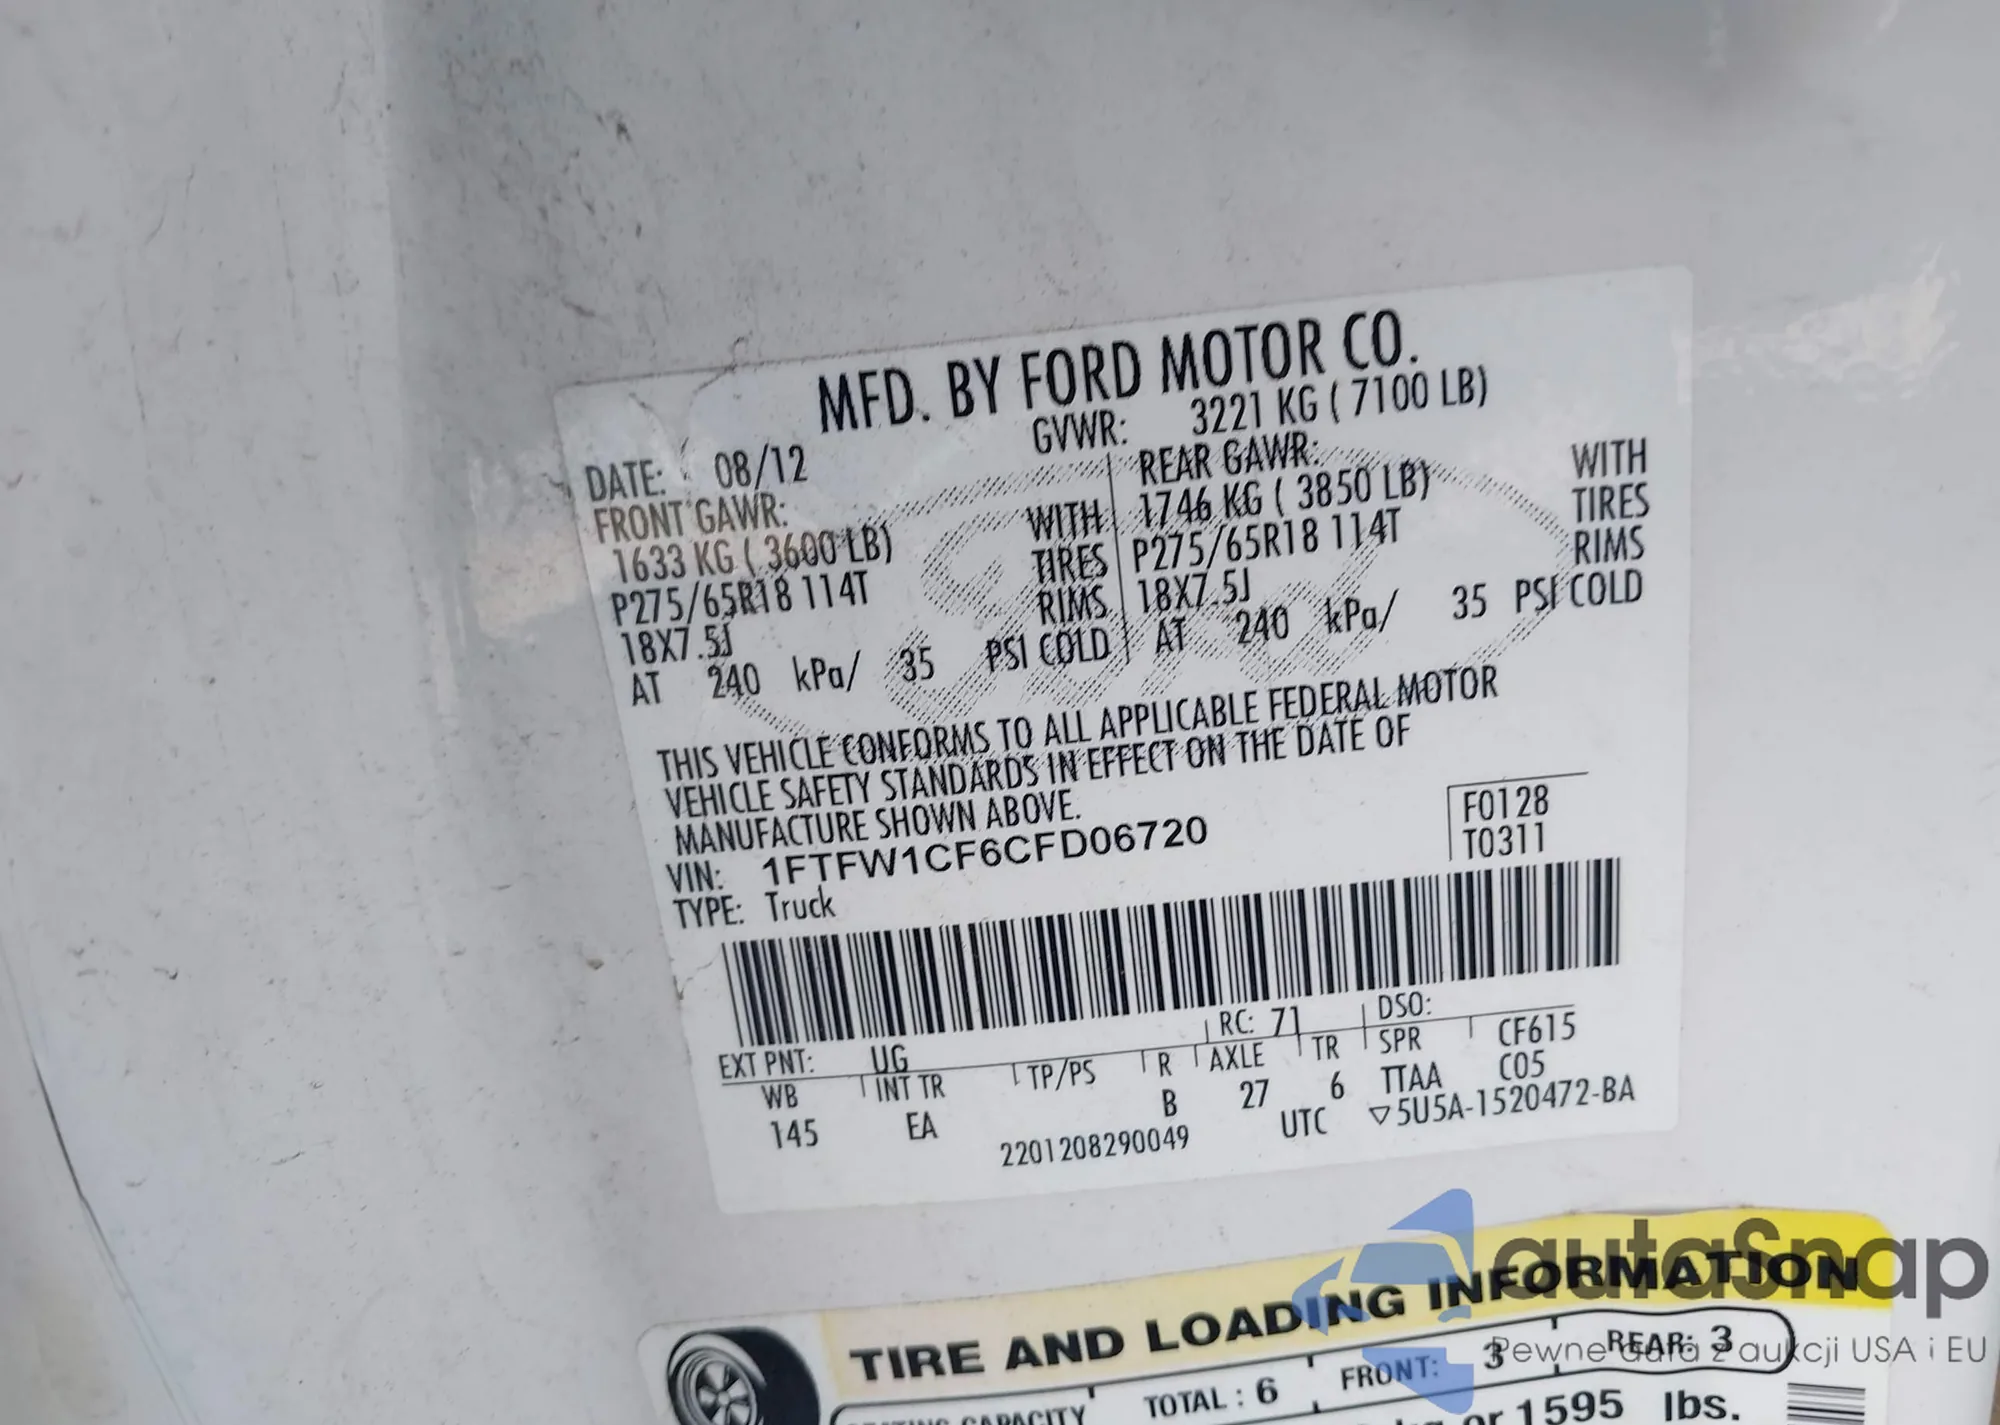 MFD. BY FORD MOTOR CO.
DATE: 08/12 GVWR: 3221 KG ( 7100 LB)
FRONT GAWR: REAR GAWR:
1633 KG ( 3600 LB) WITH 1746 KG ( 3850 LB) WITH
P275/65R18 114T TIRES P275/65R18 114T TIRES
18X7.5J RIMS 18X7.5J RIMS
AT 240 kPa/ 35 PSI COLD AT 240 kPa/ 35 PSI COLD
THIS VEHICLE CONFORMS TO ALL APPLICABLE FEDERAL MOTOR
VEHICLE SAFETY STANDARDS IN EFFECT ON THE DATE OF
MANUFACTURE SHOWN ABOVE.
VIN: 1FTFW1CF6CFD06720
F0128
T0311
TYPE: Truck
EXT PNT: UG RC: 71 DSO:
WB INT TR TP/PS R AXLE TR SPR CF615
145 EA B 27 6 TTAA C05
2201208290049 UTC ▽5U5A-1520472-BA
autaSnap
Pewne auta z aukcji USA i EU
TIRE AND LOADING INFORMATION
TOTAL : 6 FRONT: 3 REAR: 3
CAPACITY
or 1595 lbs.